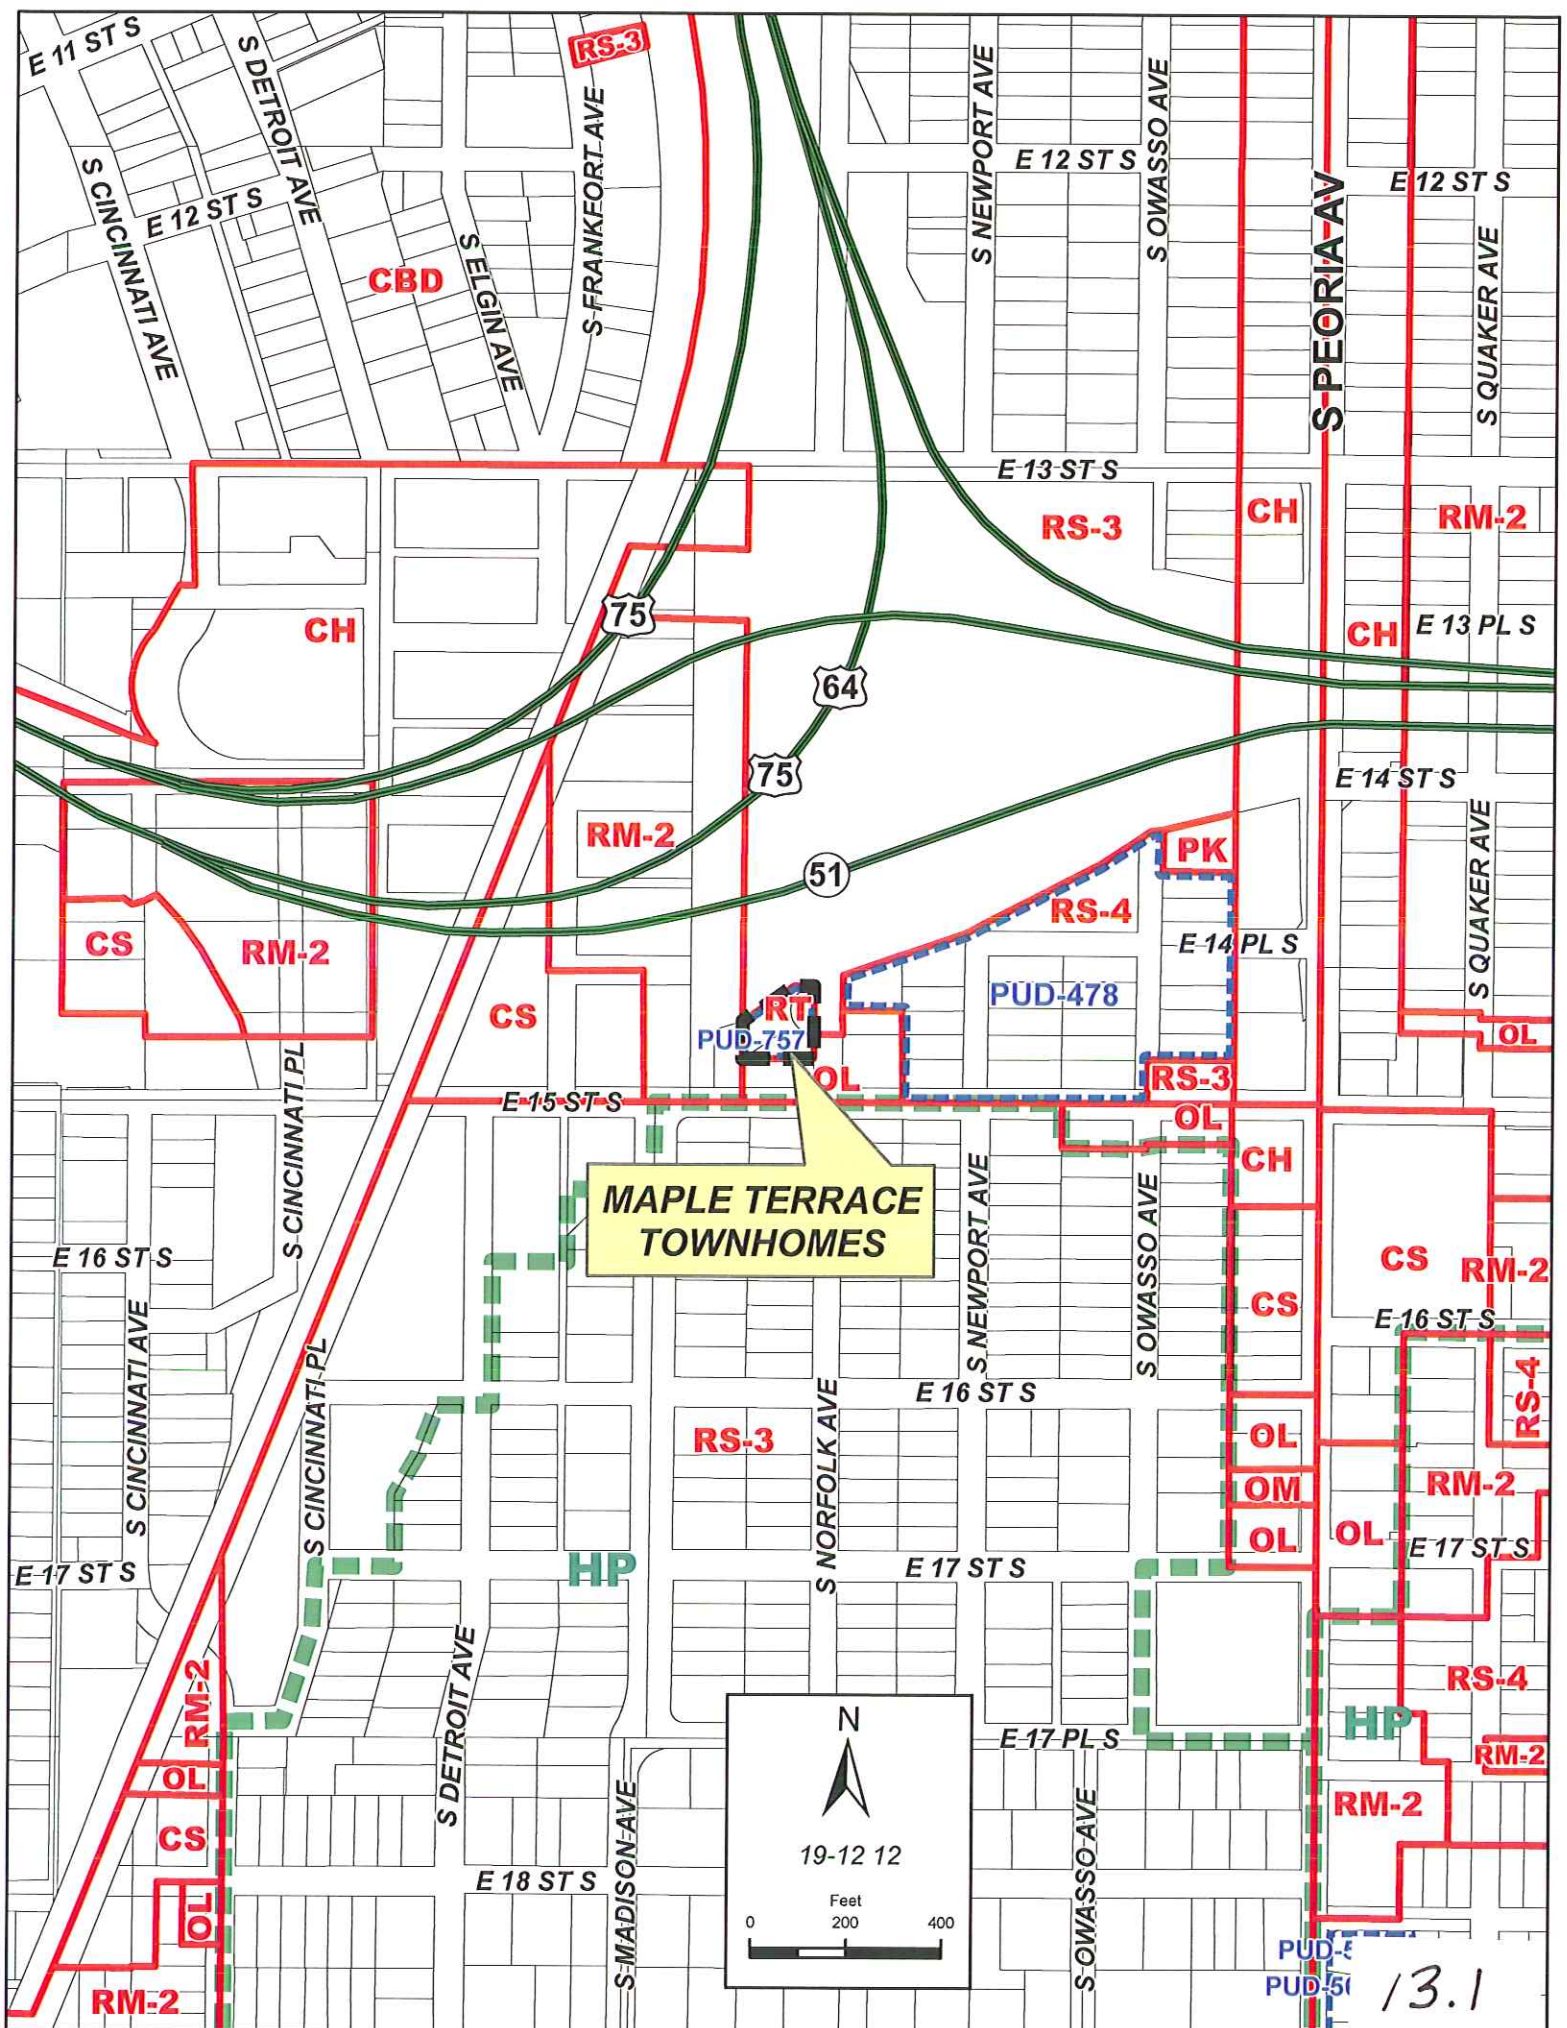 E 11 ST S
S DETROIT AVE
RS-3
S FRANKFORT AVE
S NEWPORT AVE
S OWASSO AVE
S CINCINNATI AVE
E 12 ST S
E 12 ST S
E 12 ST S
S PEORIA AV
S QUAKER AVE
CBD
S ELGIN AVE
E 13 ST S
RS-3
CH
RM-2
CH
75
CH
E 13 PL S
64
75
E 14 ST S
RM-2
PK
51
S QUAKER AVE
RS-4
CS
RM-2
E 14 PL S
CS
RT
PUD-757
PUD-478
OL
OL
RS-3
S CINCINNATI PL
E 15 ST S
OL
CH
MAPLE TERRACE
TOWNHOMES
S NEWPORT AVE
S OWASSO AVE
E 16 ST S
CS
RM-2
S CINCINNATI AVE
CS
E 16 ST S
S CINCINNATI PL
E 16 ST S
RS-4
RS-3
S NORFOLK AVE
OL
OM
RM-2
OL
OL
E 17 ST S
E 17 ST S
HP
E 17 ST S
RM-2
S DETROIT AVE
RS-4
HP
E 17 PL S
RM-2
OL
RM-2
CS
S MADISON AVE
S OWASSO AVE
E 18 ST S
OL
RM-2
N
19-12 12
Feet
0 200 400
PUD-5
PUD-50
13.1